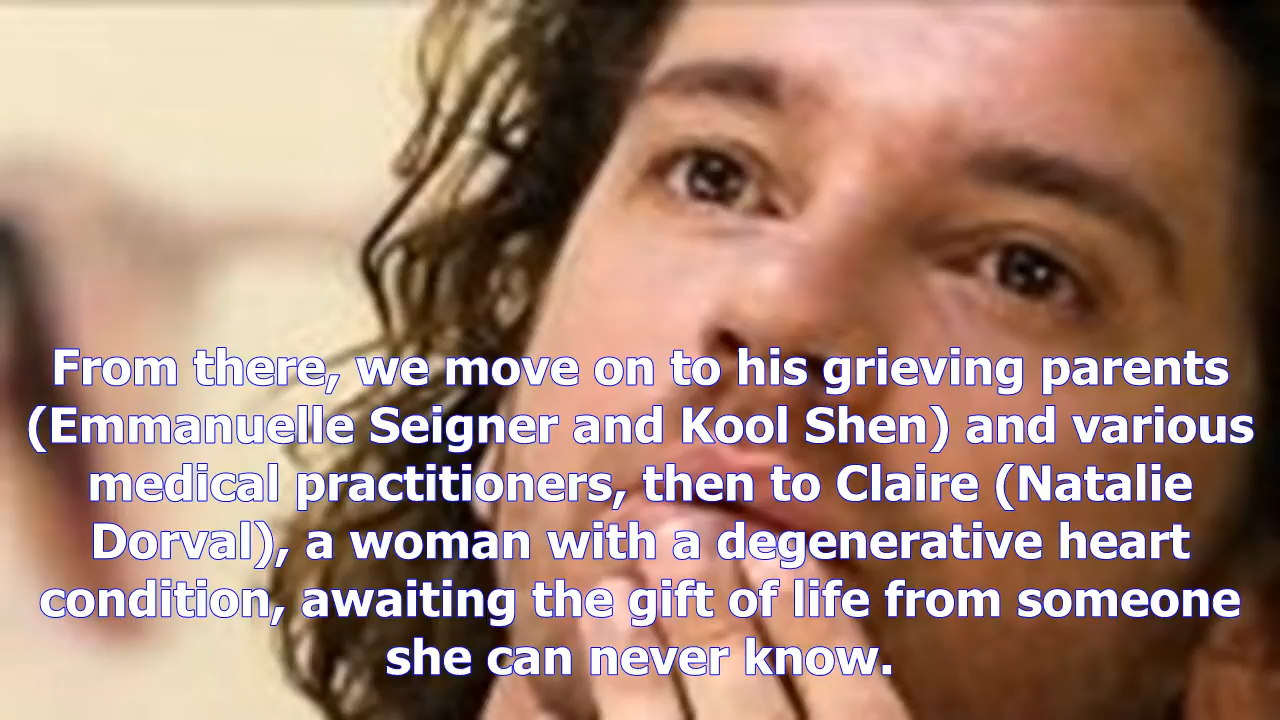 From there, we move on to his grieving parents
(Emmanuelle Seigner and Kool Shen) and various
medical practitioners, then to Claire (Natalie
Dorval), a woman with a degenerative heart
condition, awaiting the gift of life from someone
she can never know.